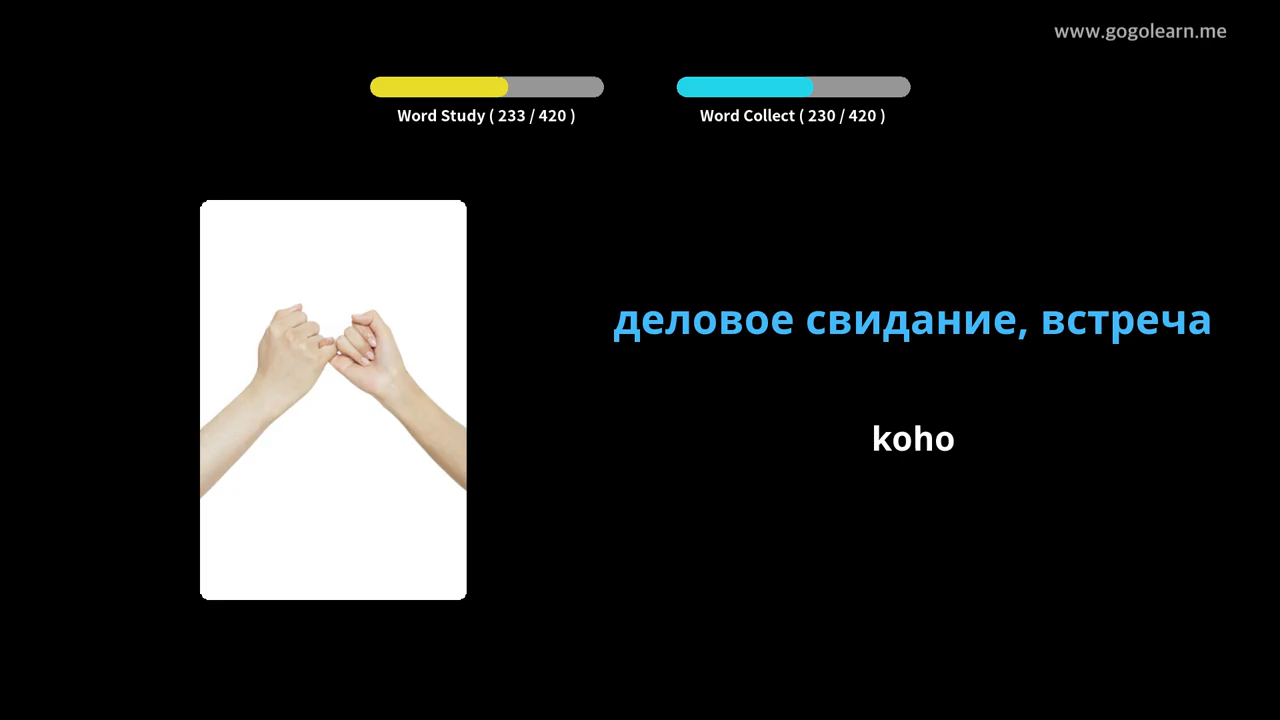 www.gogolearn.me
Word Study ( 233 / 420 )
Word Collect ( 230 / 420 )
деловое свидание, встреча
koho